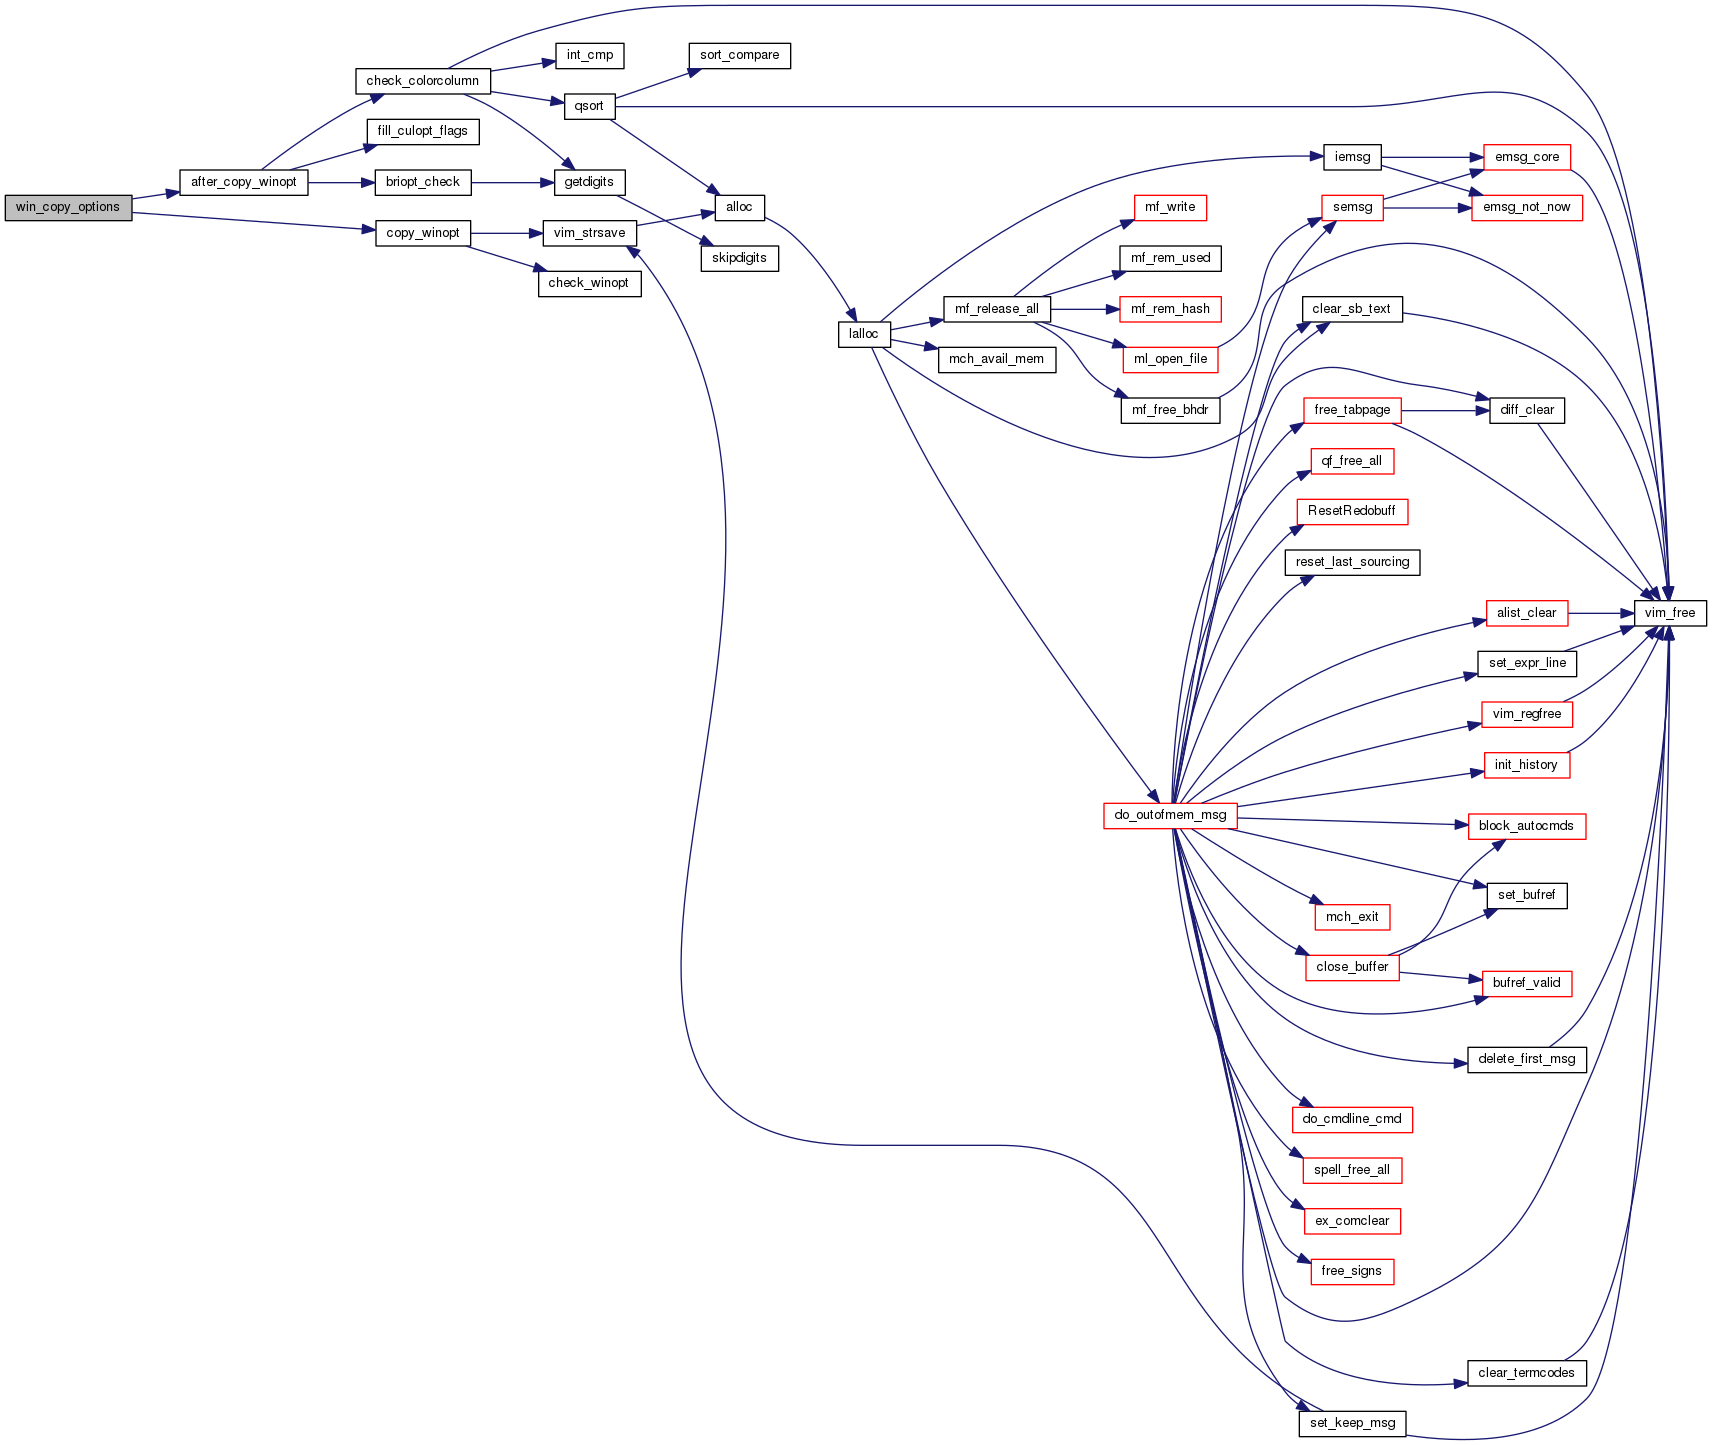 win_copy_options
after_copy_winopt
check_colorcolumn
int_cmp
sort_compare
qsort
fill_culopt_flags
briopt_check
getdigits
alloc
copy_winopt
vim_strsave
skipdigits
check_winopt
lalloc
iemsg
emsg_core
semsg
emsg_not_now
mf_write
mf_rem_used
mf_release_all
mf_rem_hash
clear_sb_text
mch_avail_mem
ml_open_file
mf_free_bhdr
free_tabpage
diff_clear
qf_free_all
ResetRedobuff
reset_last_sourcing
alist_clear
vim_free
set_expr_line
vim_regfree
init_history
do_outofmem_msg
block_autocmds
set_bufref
mch_exit
close_buffer
bufref_valid
delete_first_msg
do_cmdline_cmd
spell_free_all
ex_comclear
free_signs
clear_termcodes
set_keep_msg